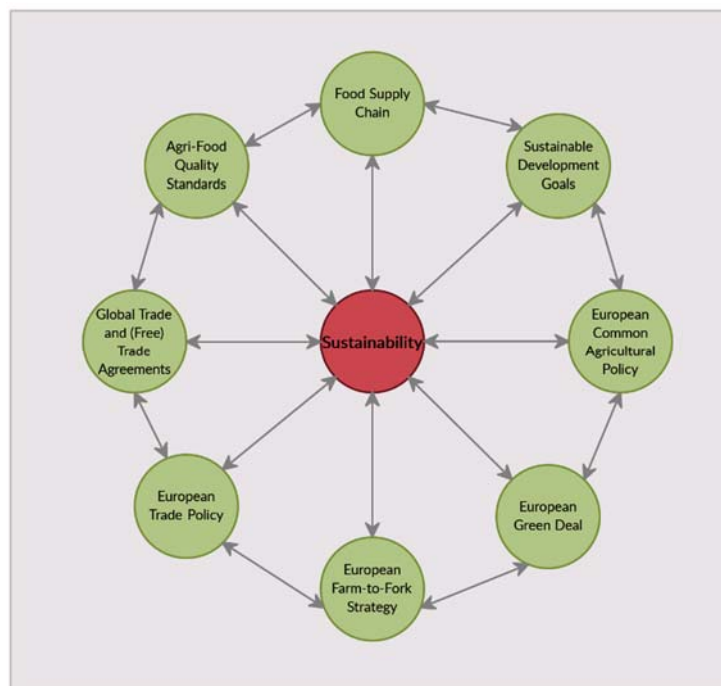 Food Supply
Chain
Agri-Food
Quality
Standards
Sustainable
Development
Goals
Global Trade
and (Free)
Trade
Agreements
Sustainability
European
Common
Agricultural
Policy
European
Trade Policy
European
Green Deal
European
Farm-to-Fork
Strategy